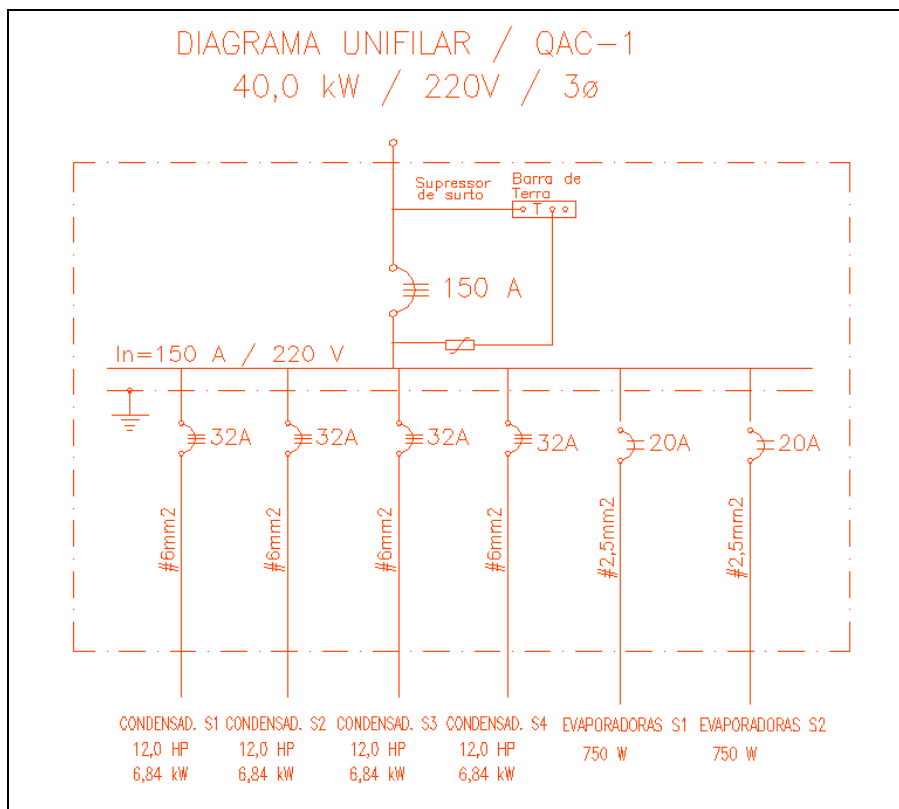 DIAGRAMA UNIFILAR / QAC-1
40,0 kW / 220V / 3ø
Supressor de surto
Barra de Terra
T
150 A
In=150 A / 220 V
32A
32A
32A
32A
20A
20A
#6mm2
#6mm2
#6mm2
#6mm2
#2,5mm2
#2,5mm2
CONDENSAD. S1
12,0 HP
6,84 kW
CONDENSAD. S2
12,0 HP
6,84 kW
CONDENSAD. S3
12,0 HP
6,84 kW
CONDENSAD. S4
12,0 HP
6,84 kW
EVAPORADORAS S1
750 W
EVAPORADORAS S2
750 W